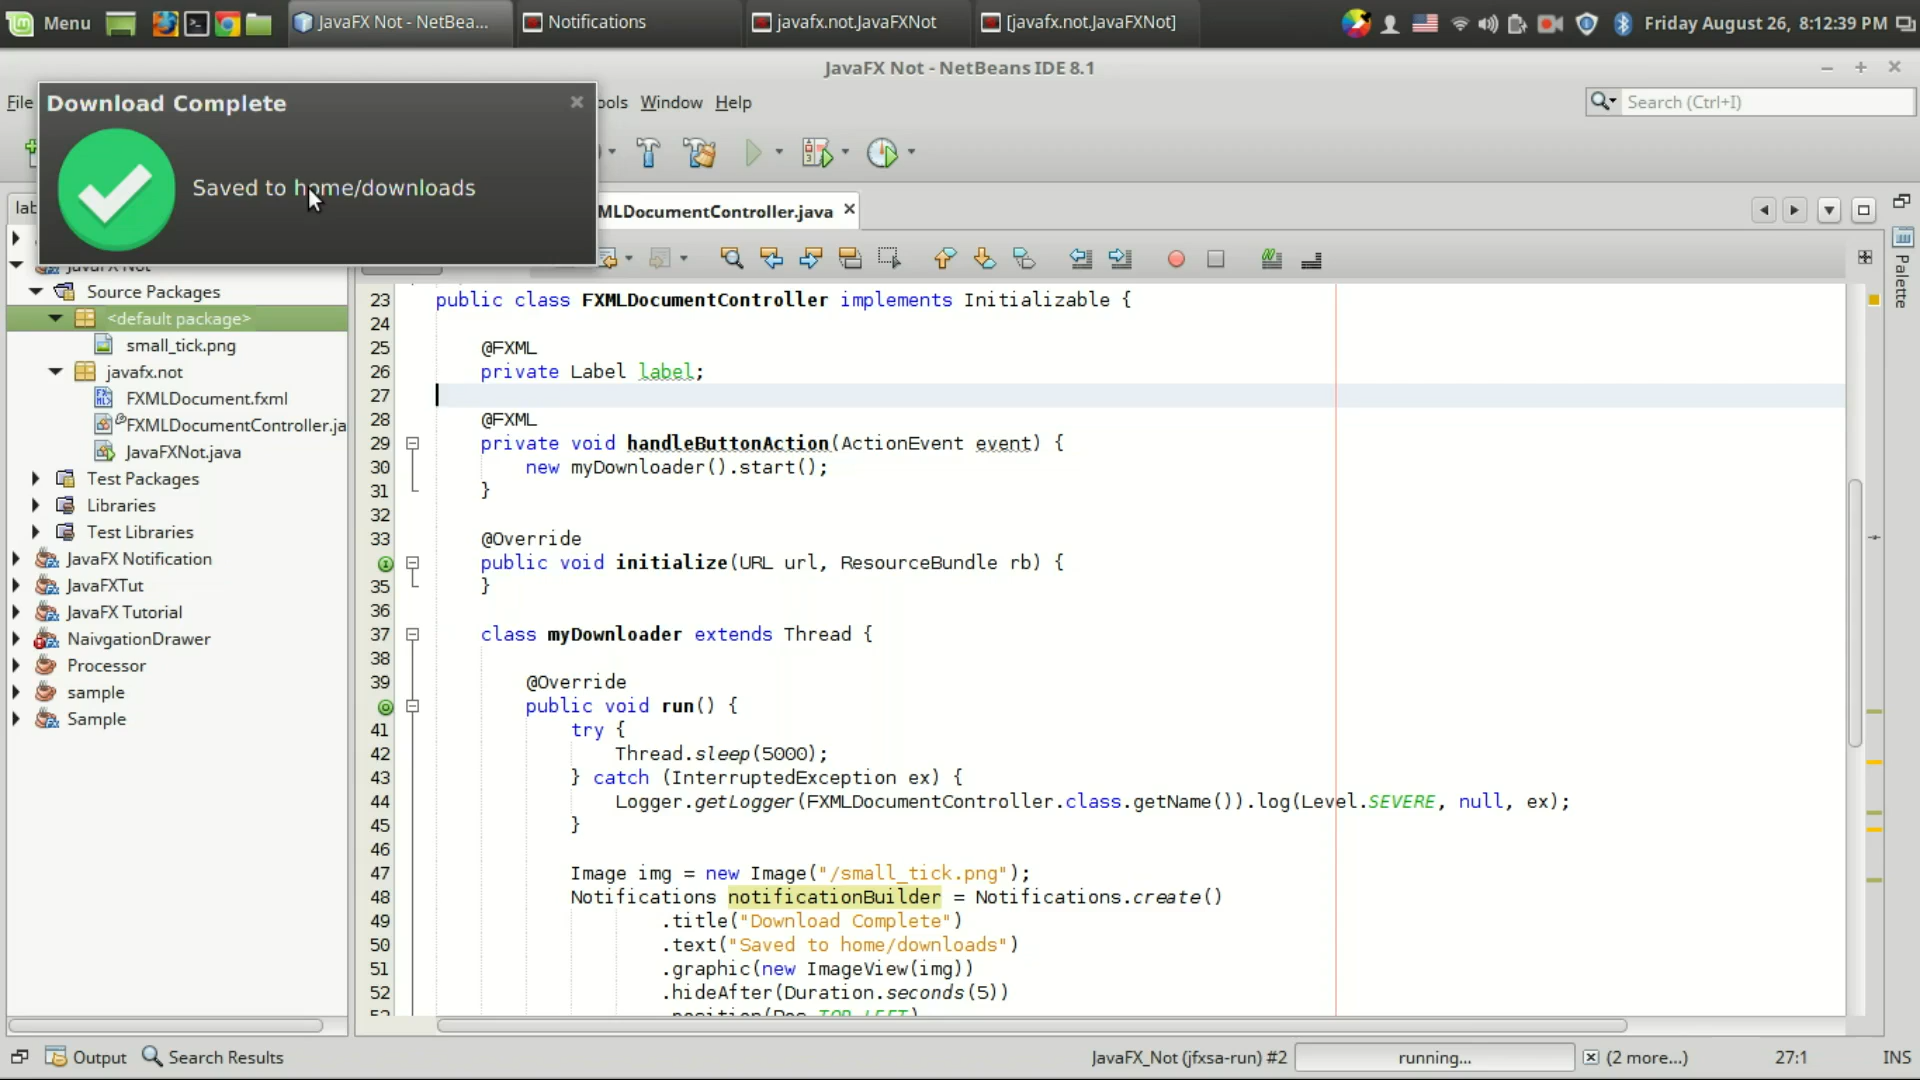 Menu
JavaFX Not - NetBea...
Notifications
javafx.not.JavaFXNot
[javafx.not.JavaFXNot]
Friday August 26, 8:12:39 PM
JavaFX Not - NetBeans IDE 8.1
File
ools Window Help
Search (Ctrl+I)
Download Complete
Saved to home/downloads
MLDocumentController.java
Palette
Source Packages
<default package>
small_tick.png
javafx.not
FXMLDocument.fxml
FXMLDocumentController.ja
JavaFXNot.java
Test Packages
Libraries
Test Libraries
JavaFX Notification
JavaFXTut
JavaFX Tutorial
NaivgationDrawer
Processor
sample
Sample
23 public class FXMLDocumentController implements Initializable {
24
25 @FXML
26 private Label label;
27
28 @FXML
29 private void handleButtonAction(ActionEvent event) {
30 new myDownloader().start();
31 }
32
33 @Override
public void initialize(URL url, ResourceBundle rb) {
35 }
36
37 class myDownloader extends Thread {
38
39 @Override
public void run() {
41 try {
42 Thread.sleep(5000);
43 } catch (InterruptedException ex) {
44 Logger.getLogger(FXMLDocumentController.class.getName()).log(Level.SEVERE, null, ex);
45 }
46
47 Image img = new Image("/small_tick.png");
48 Notifications notificationBuilder = Notifications.create()
49 .title("Download Complete")
50 .text("Saved to home/downloads")
51 .graphic(new ImageView(img))
52 .hideAfter(Duration.seconds(5))
Output
Search Results
JavaFX_Not (jfxsa-run) #2
running...
(2 more...)
27:1
INS